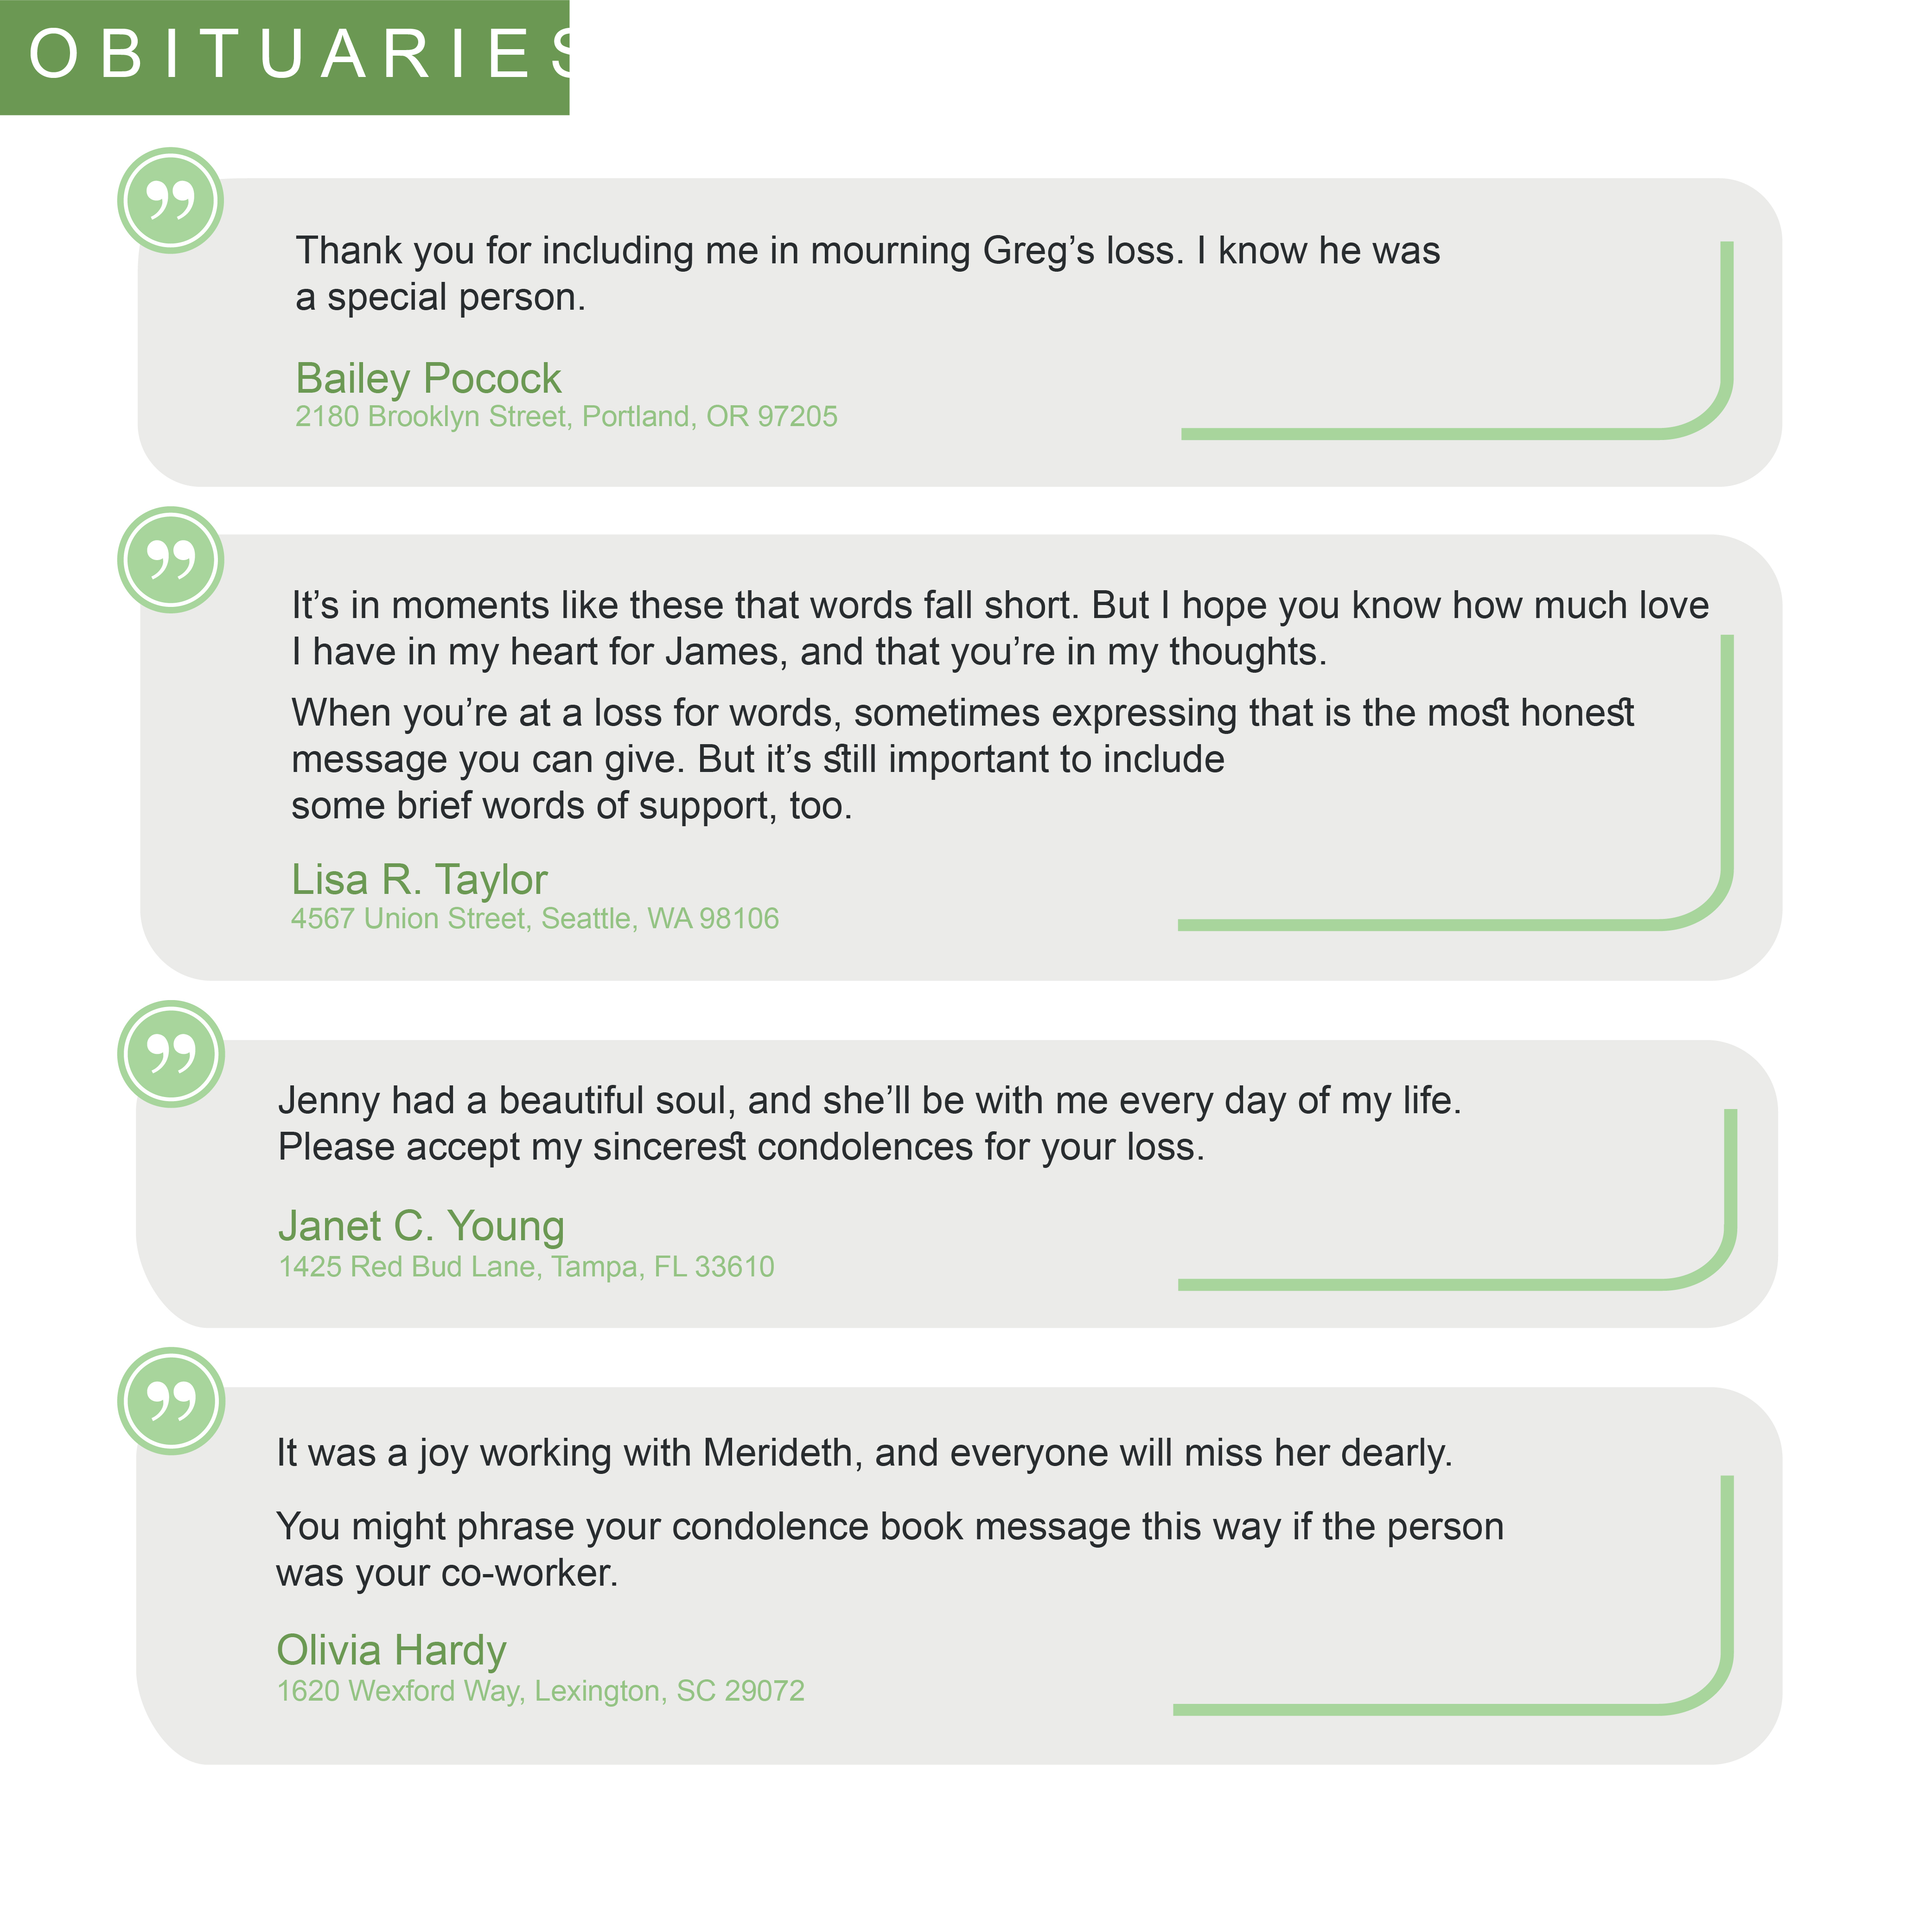 OBITUARIES
Thank you for including me in mourning Greg’s loss. I know he was
a special person.
Bailey Pocock
2180 Brooklyn Street, Portland, OR 97205
It’s in moments like these that words fall short. But I hope you know how much love
I have in my heart for James, and that you’re in my thoughts.
When you’re at a loss for words, sometimes expressing that is the most honest
message you can give. But it’s still important to include
some brief words of support, too.
Lisa R. Taylor
4567 Union Street, Seattle, WA 98106
Jenny had a beautiful soul, and she’ll be with me every day of my life.
Please accept my sincerest condolences for your loss.
Janet C. Young
1425 Red Bud Lane, Tampa, FL 33610
It was a joy working with Merideth, and everyone will miss her dearly.
You might phrase your condolence book message this way if the person
was your co-worker.
Olivia Hardy
1620 Wexford Way, Lexington, SC 29072